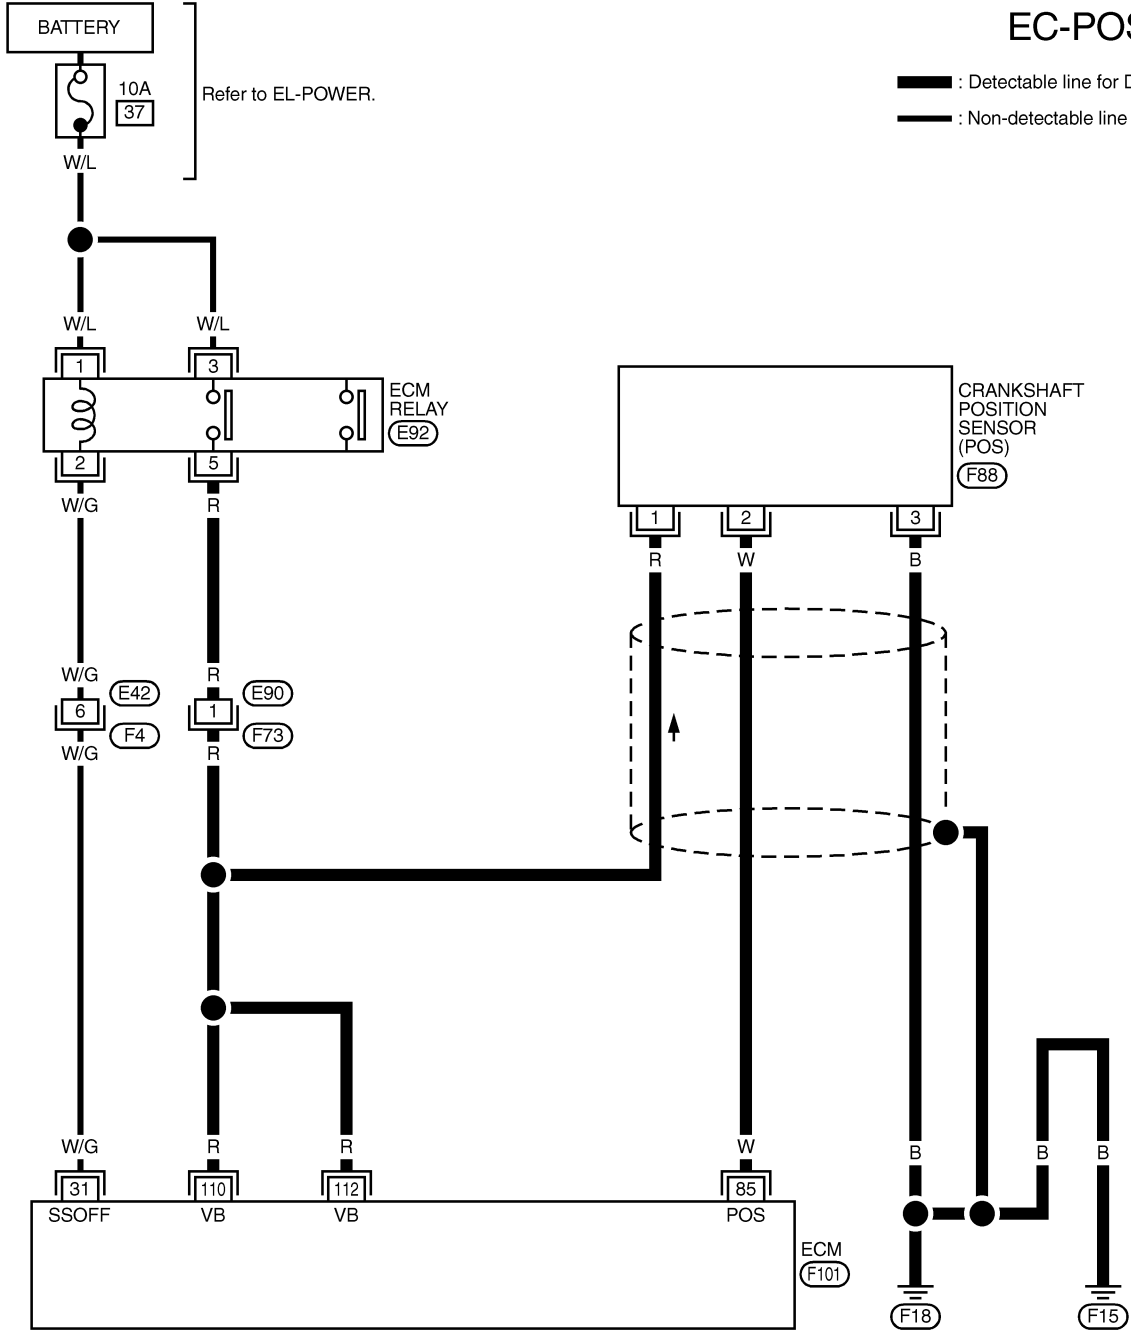 BATTERY
10A
37
Refer to EL-POWER.
EC-POS
: Detectable line for D
: Non-detectable line
W/L
W/L
W/L
1
3
ECM
RELAY
E92
2
5
W/G
R
CRANKSHAFT
POSITION
SENSOR
(POS)
F88
1
2
3
R
W
B
W/G
R
E42
E90
6
1
F4
F73
W/G
R
W/G
R
R
W
B
B
B
31
110
112
85
SSOFF
VB
VB
POS
ECM
F101
F18
F15